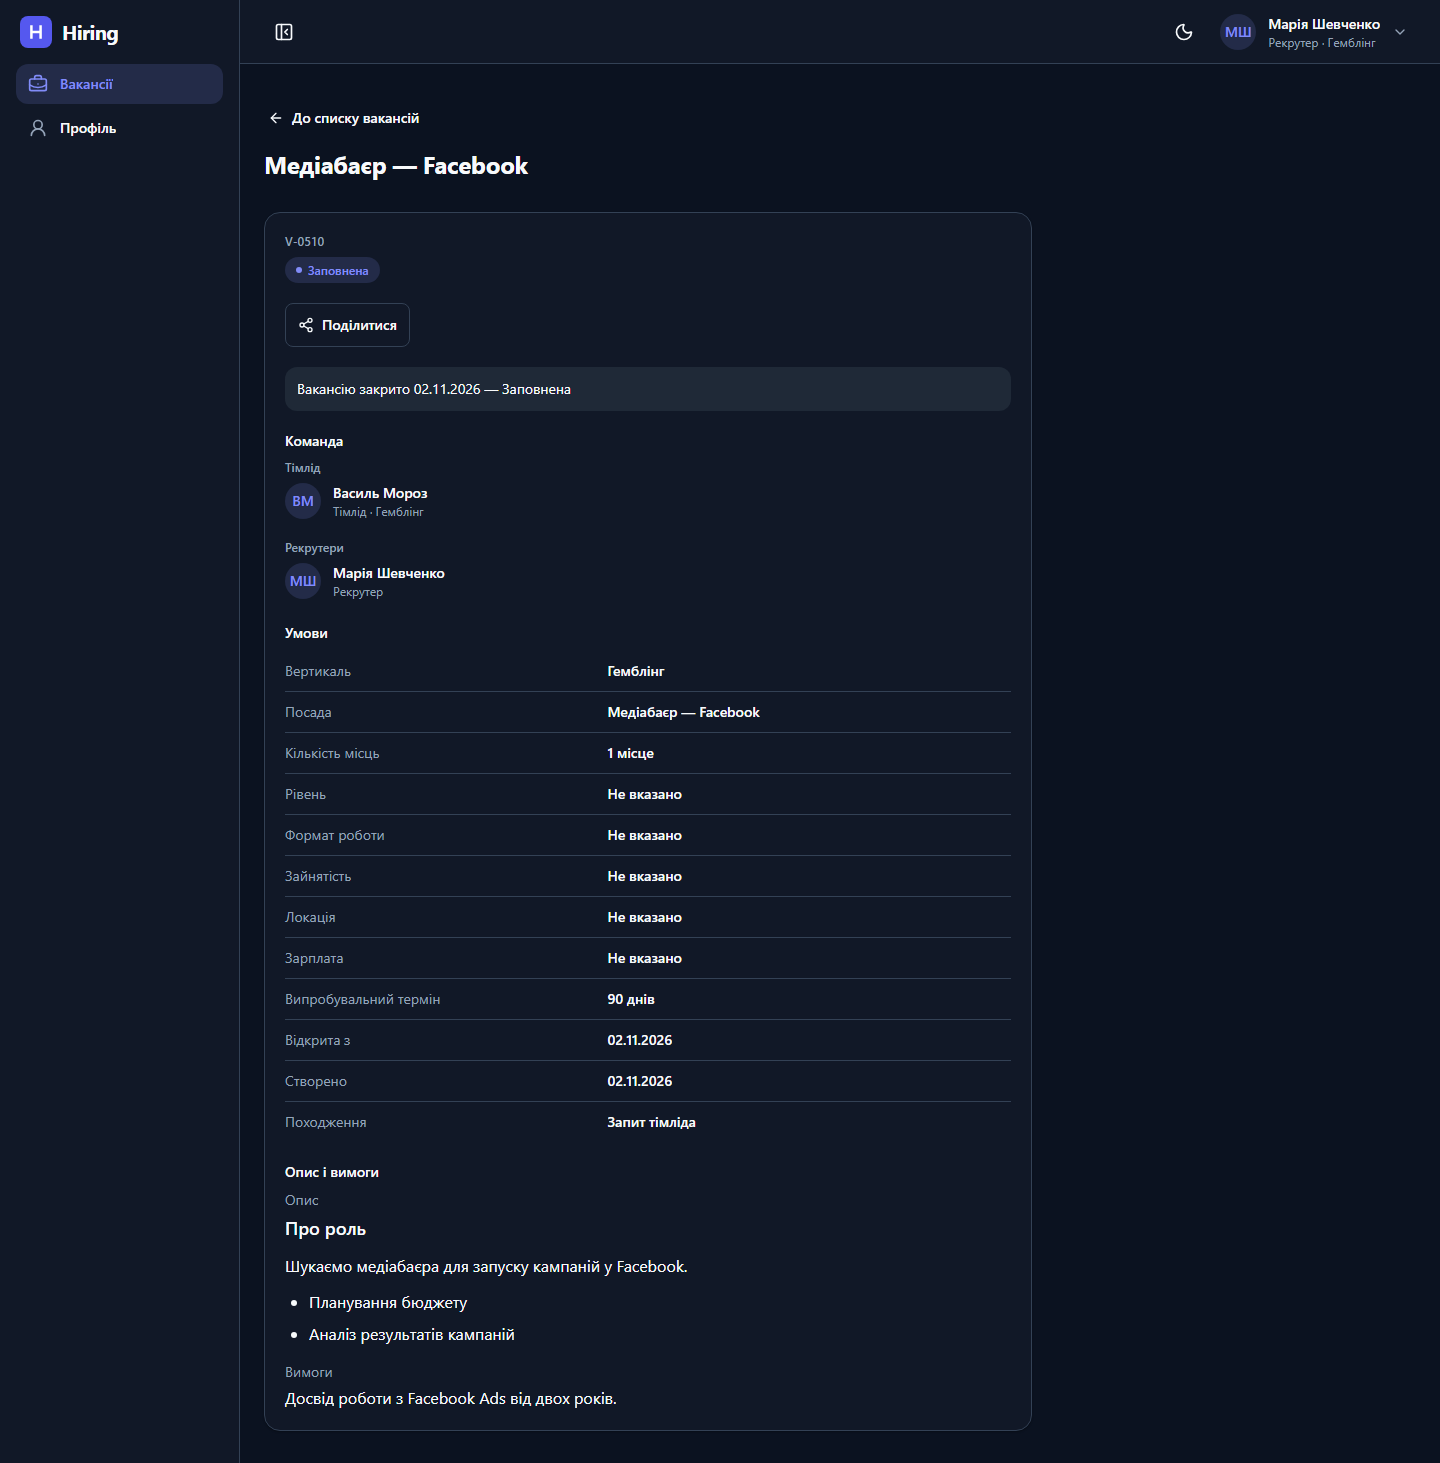 H Hiring
Вакансії
Профіль
МШ
Марія Шевченко
Рекрутер · Гемблінг
До списку вакансій
Медіабаєр — Facebook
V-0510
Заповнена
Поділитися
Вакансію закрито 02.11.2026 — Заповнена
Команда
Тімлід
ВМ
Василь Мороз
Тімлід · Гемблінг
Рекрутери
МШ
Марія Шевченко
Рекрутер
Умови
Вертикаль Гемблінг
Посада Медіабаєр — Facebook
Кількість місць 1 місце
Рівень Не вказано
Формат роботи Не вказано
Зайнятість Не вказано
Локація Не вказано
Зарплата Не вказано
Випробувальний термін 90 днів
Відкрита з 02.11.2026
Створено 02.11.2026
Походження Запит тімліда
Опис і вимоги
Опис
Про роль
Шукаємо медіабаєра для запуску кампаній у Facebook.
• Планування бюджету
• Аналіз результатів кампаній
Вимоги
Досвід роботи з Facebook Ads від двох років.